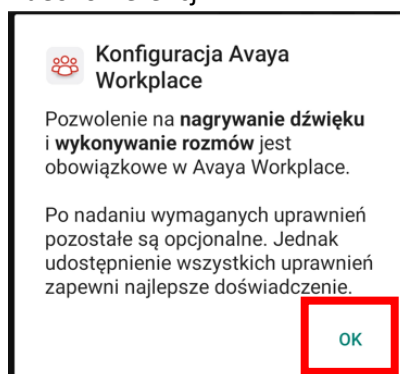 Konfiguracja Avaya
Workplace
Pozwolenie na nagrywanie dźwięku
i wykonywanie rozmów jest
obowiązkowe w Avaya Workplace.
Po nadaniu wymaganych uprawnień
pozostałe są opcjonalne. Jednak
udostępnienie wszystkich uprawnień
zapewni najlepsze doświadczenie.
OK